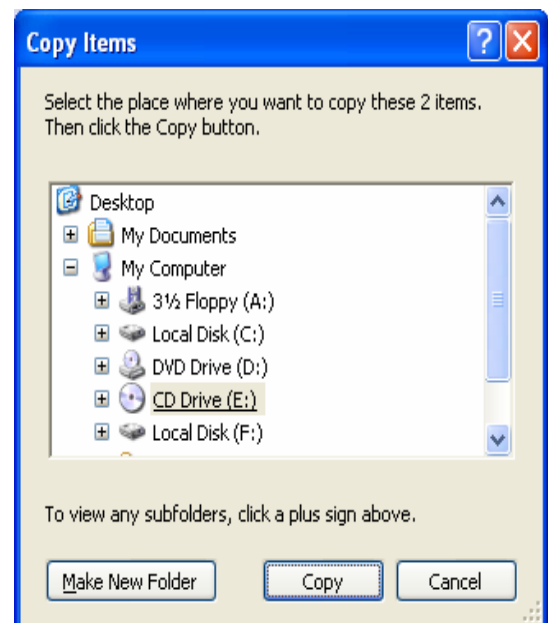 Copy Items
Select the place where you want to copy these 2 items.
Then click the Copy button.
Desktop
My Documents
My Computer
3½ Floppy (A:)
Local Disk (C:)
DVD Drive (D:)
CD Drive (E:)
Local Disk (F:)
To view any subfolders, click a plus sign above.
Make New Folder Copy Cancel